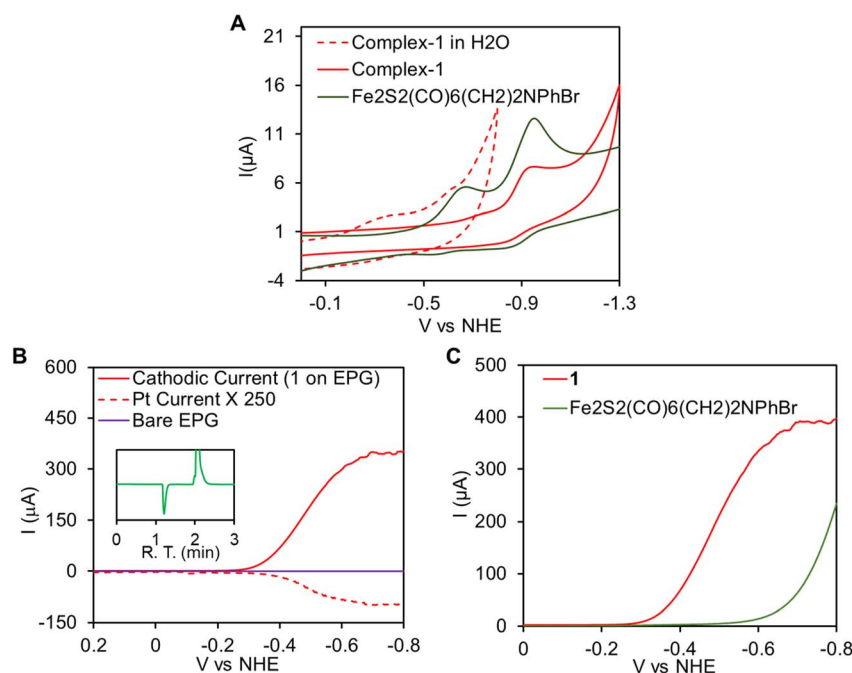 A
21
16
11
6
1
-4
I(µA)
Complex-1 in H2O
Complex-1
Fe2S2(CO)6(CH2)2NPhBr
-0.1 -0.5 -0.9 -1.3
V vs NHE
B
600
450
300
150
0
-150
I (µA)
Cathodic Current (1 on EPG)
Pt Current X 250
Bare EPG
0 1 2 3
R. T. (min)
0.2 0 -0.2 -0.4 -0.6 -0.8
V vs NHE
C
500
400
300
200
100
0
I (µA)
1
Fe2S2(CO)6(CH2)2NPhBr
0 -0.2 -0.4 -0.6 -0.8
V vs NHE